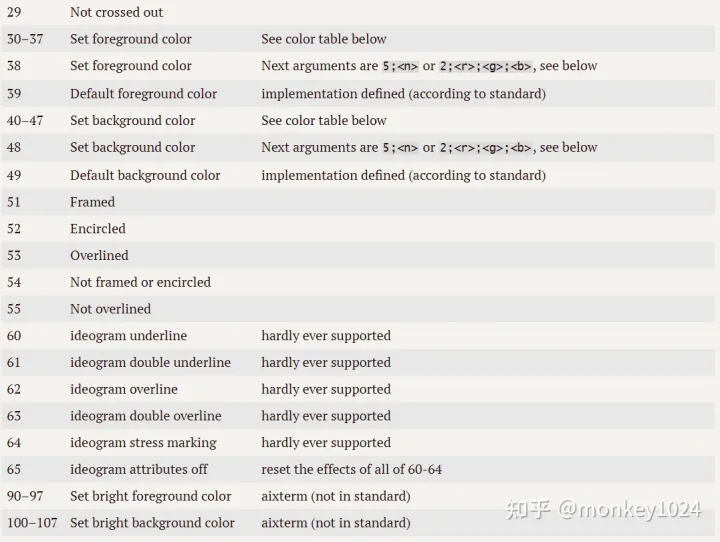 29 Not crossed out
30–37 Set foreground color See color table below
38 Set foreground color Next arguments are 5;<n> or 2;<r>;<g>;<b>, see below
39 Default foreground color implementation defined (according to standard)
40–47 Set background color See color table below
48 Set background color Next arguments are 5;<n> or 2;<r>;<g>;<b>, see below
49 Default background color implementation defined (according to standard)
51 Framed
52 Encircled
53 Overlined
54 Not framed or encircled
55 Not overlined
60 ideogram underline hardly ever supported
61 ideogram double underline hardly ever supported
62 ideogram overline hardly ever supported
63 ideogram double overline hardly ever supported
64 ideogram stress marking hardly ever supported
65 ideogram attributes off reset the effects of all of 60-64
90–97 Set bright foreground color aixterm (not in standard)
100–107 Set bright background color aixterm (not in standard)
知乎 @monkey1024